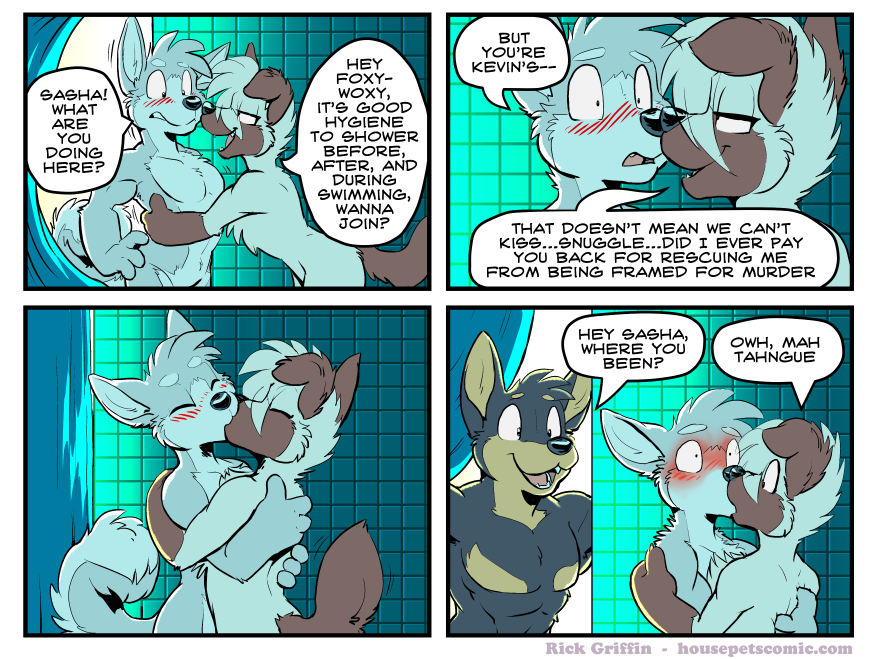 SASHA!
WHAT
ARE
YOU
DOING
HERE?
HEY
FOXY-
WOXY,
IT'S GOOD
HYGIENE
TO SHOWER
BEFORE,
AFTER, AND
DURING
SWIMMING,
WANNA
JOIN?
BUT
YOU'RE
KEVIN'S--
THAT DOESN'T MEAN WE CAN'T
KISS...SNUGGLE...DID I EVER PAY
YOU BACK FOR RESCUING ME
FROM BEING FRAMED FOR MURDER
HEY SASHA,
WHERE YOU
BEEN?
OWH, MAH
TAHNGUE
Rick Griffin - housepetscomic.com